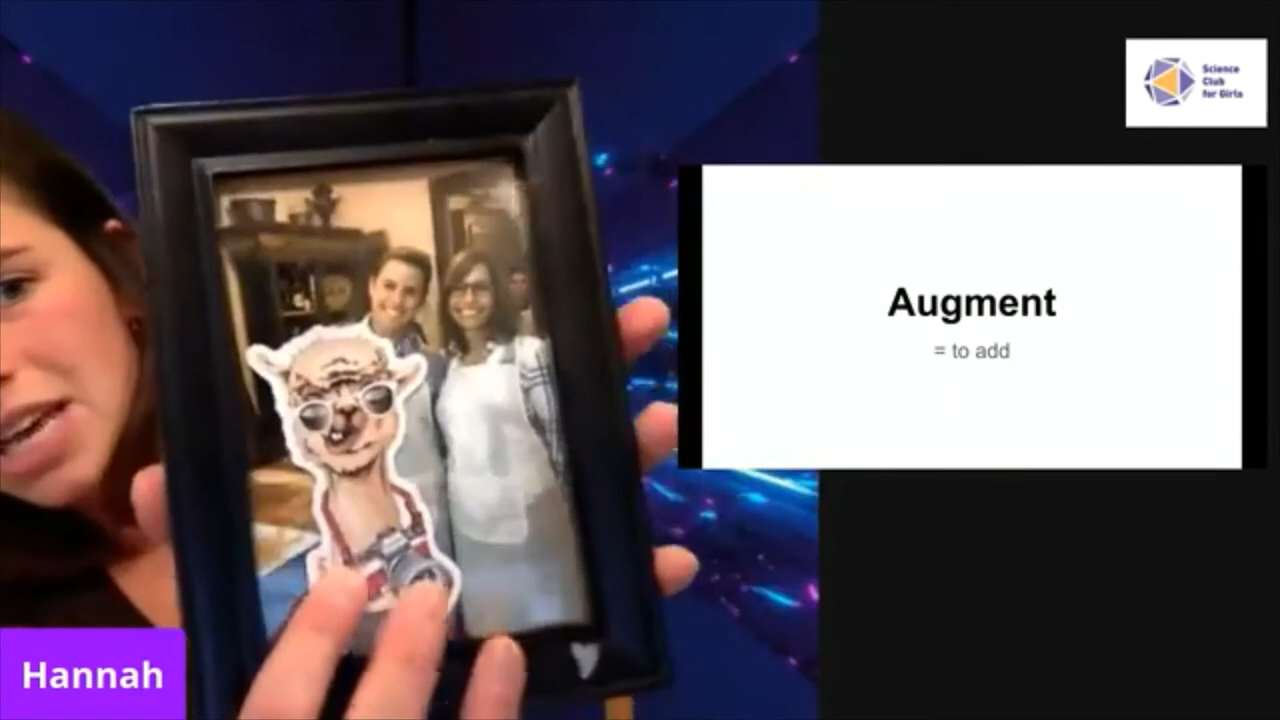 Science
Club
for Girls
Augment
= to add
Hannah